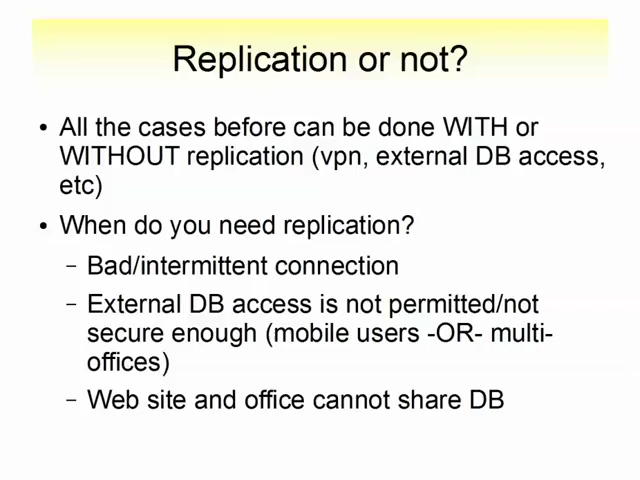 Replication or not?
• All the cases before can be done WITH or
WITHOUT replication (vpn, external DB access,
etc)
• When do you need replication?
– Bad/intermittent connection
– External DB access is not permitted/not
secure enough (mobile users -OR- multi-
offices)
– Web site and office cannot share DB